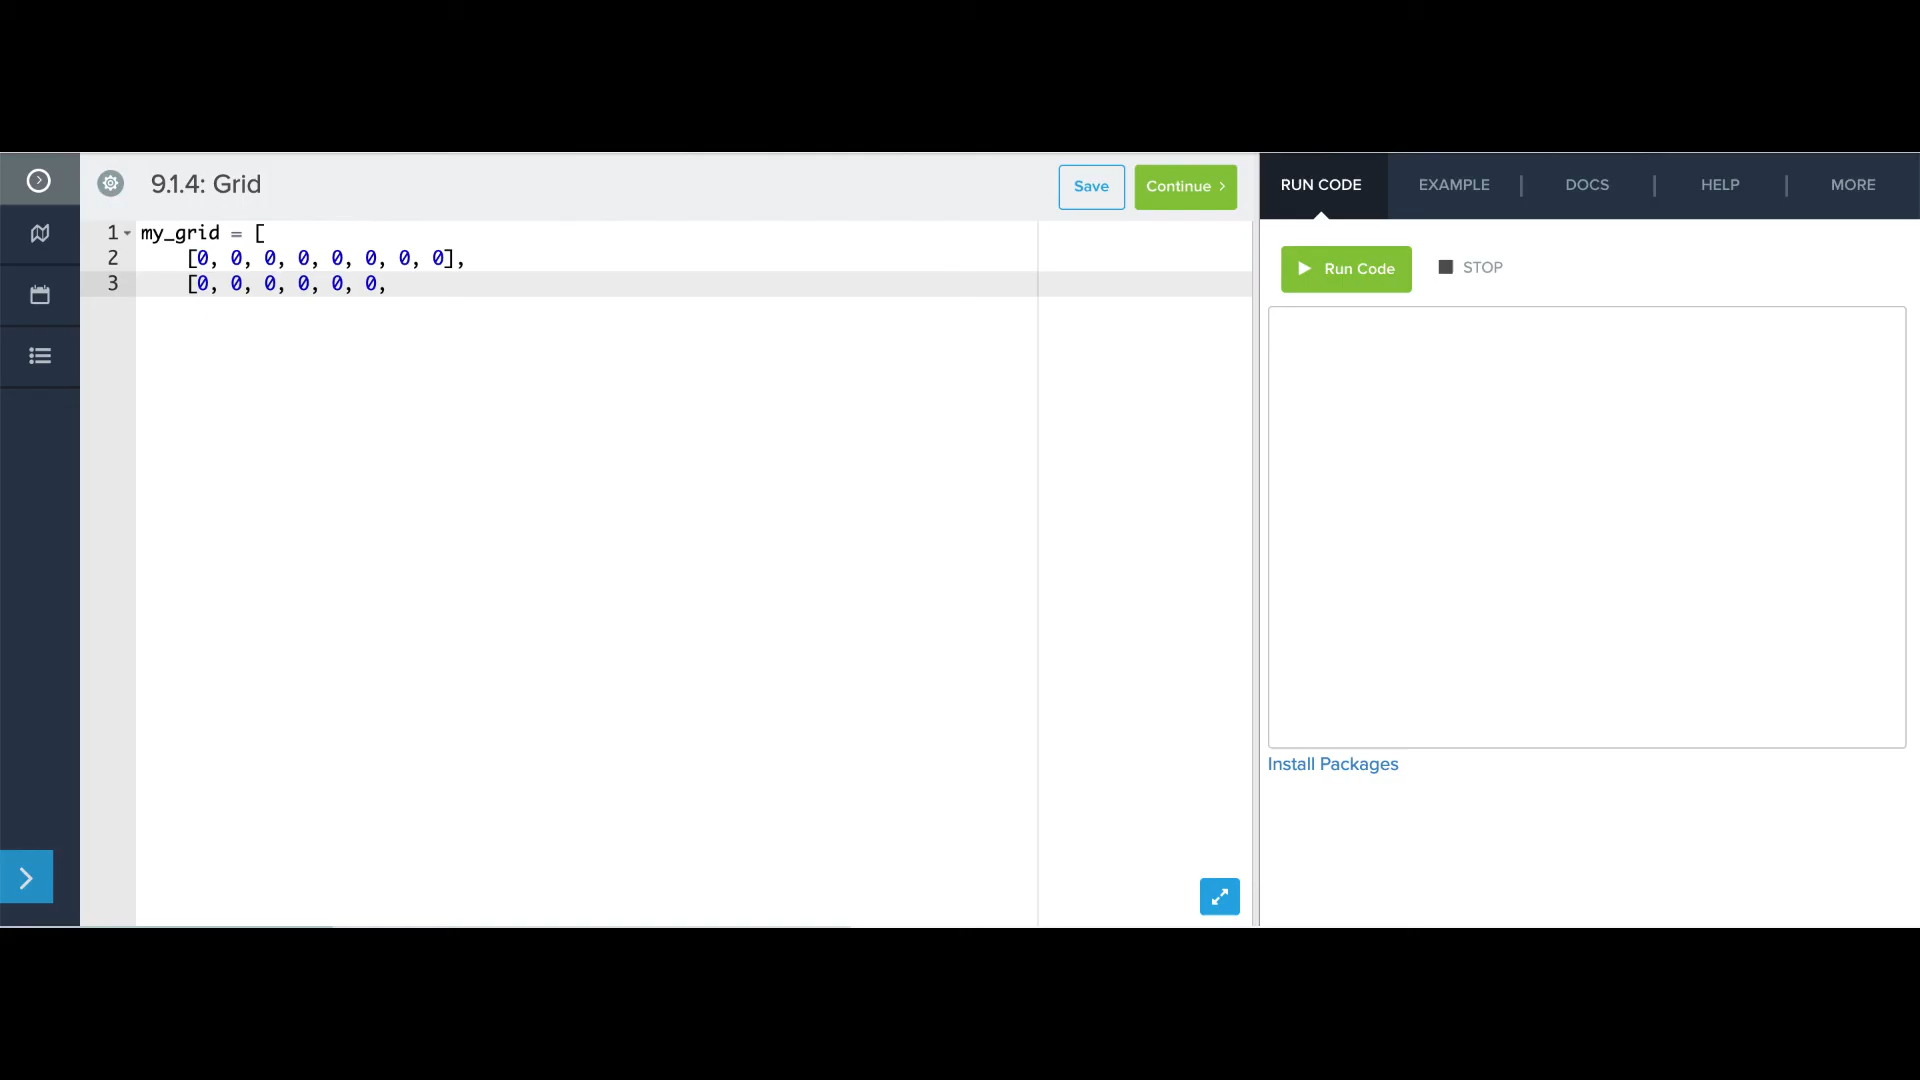 9.1.4: Grid
Save
Continue
RUN CODE
EXAMPLE
DOCS
HELP
MORE
1 my_grid = [
2 [0, 0, 0, 0, 0, 0, 0, 0],
3 [0, 0, 0, 0, 0, 0,
Run Code
STOP
Install Packages